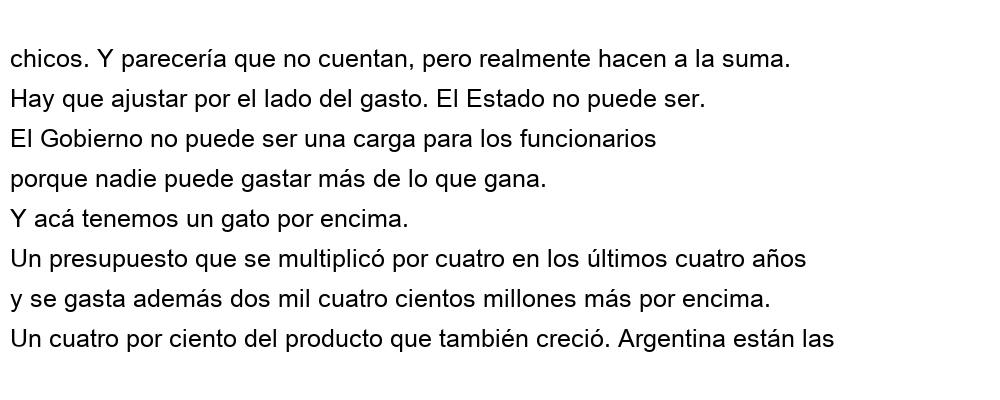 chicos. Y parecería que no cuentan, pero realmente hacen a la suma.
Hay que ajustar por el lado del gasto. El Estado no puede ser.
El Gobierno no puede ser una carga para los funcionarios
porque nadie puede gastar más de lo que gana.
Y acá tenemos un gato por encima.
Un presupuesto que se multiplicó por cuatro en los últimos cuatro años
y se gasta además dos mil cuatro cientos millones más por encima.
Un cuatro por ciento del producto que también creció. Argentina están las